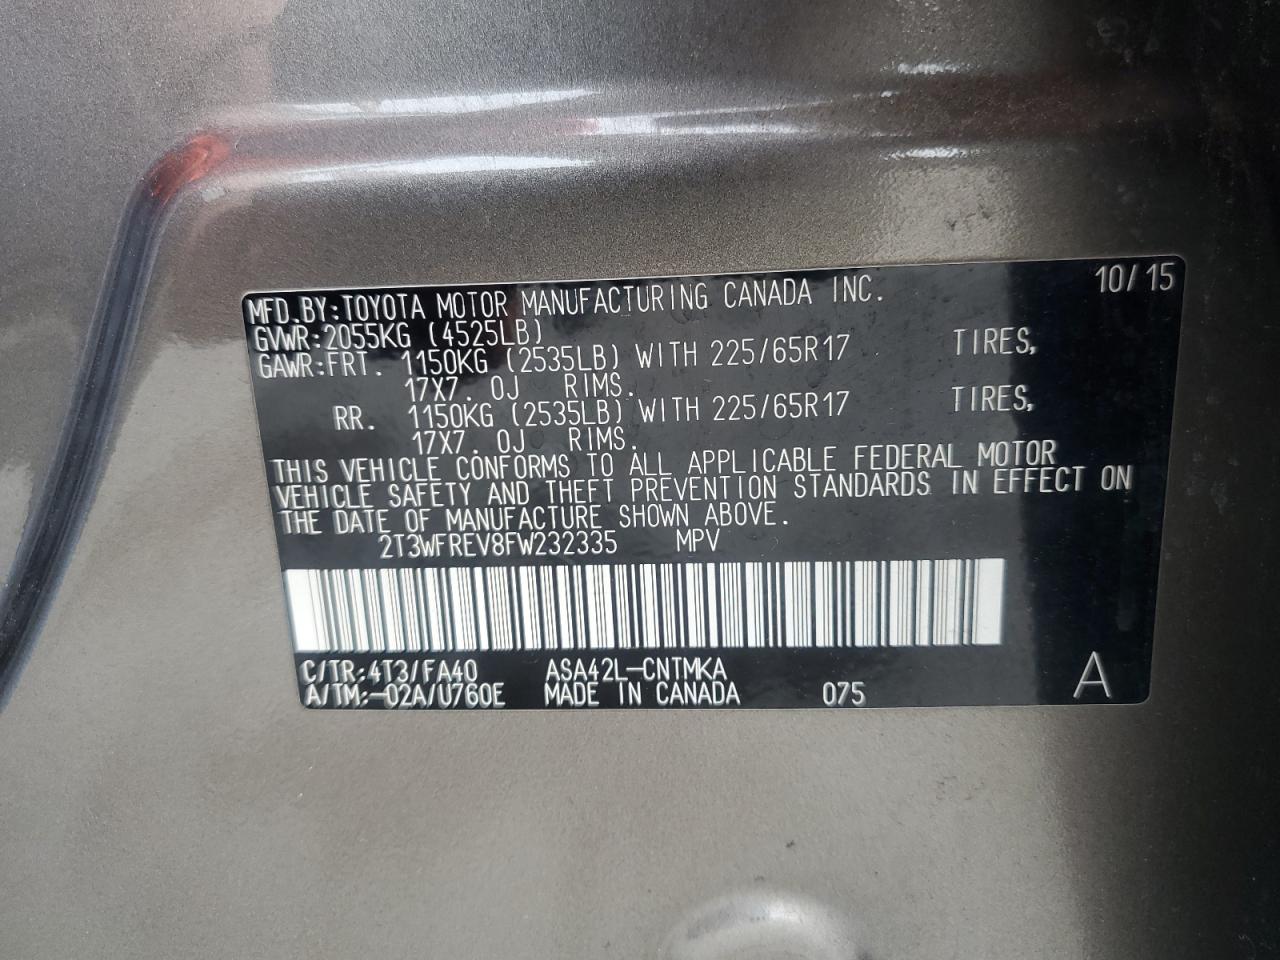 MFD.BY:TOYOTA MOTOR MANUFACTURING CANADA INC. 10/15
GVWR:2055KG (4525LB)
GAWR:FRT. 1150KG (2535LB) WITH 225/65R17 TIRES,
17X7.0J RIMS.
RR. 1150KG (2535LB) WITH 225/65R17 TIRES,
17X7.0J RIMS.
THIS VEHICLE CONFORMS TO ALL APPLICABLE FEDERAL MOTOR
VEHICLE SAFETY AND THEFT PREVENTION STANDARDS IN EFFECT ON
THE DATE OF MANUFACTURE SHOWN ABOVE.
2T3WFREV8FW232335 MPV
C/TR:4T3/FA40 ASA42L-CNTMKA
A/TM:-02A/U760E MADE IN CANADA 075 A